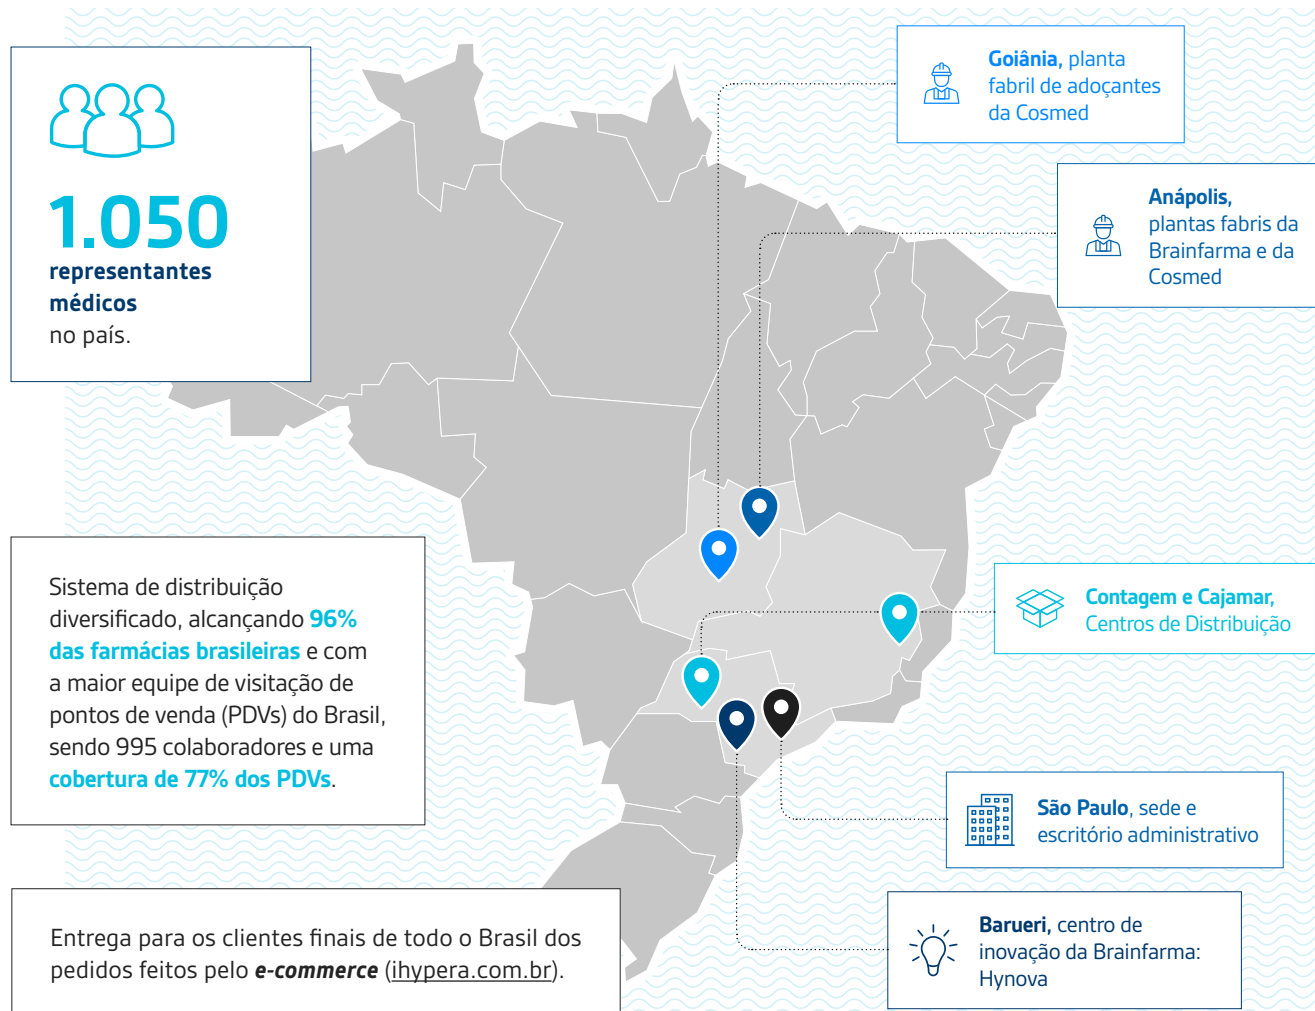 1.050
representantes
médicos
no país.
Goiânia, planta
fabril de adoçantes
da Cosmed
Anápolis,
plantas fabris da
Brainfarma e da
Cosmed
Sistema de distribuição
diversificado, alcançando 96%
das farmácias brasileiras e com
a maior equipe de visitação de
pontos de venda (PDVs) do Brasil,
sendo 995 colaboradores e uma
cobertura de 77% dos PDVs.
Contagem e Cajamar,
Centros de Distribuição
São Paulo, sede e
escritório administrativo
Barueri, centro de
inovação da Brainfarma:
Hynova
Entrega para os clientes finais de todo o Brasil dos
pedidos feitos pelo e-commerce (ihypera.com.br).